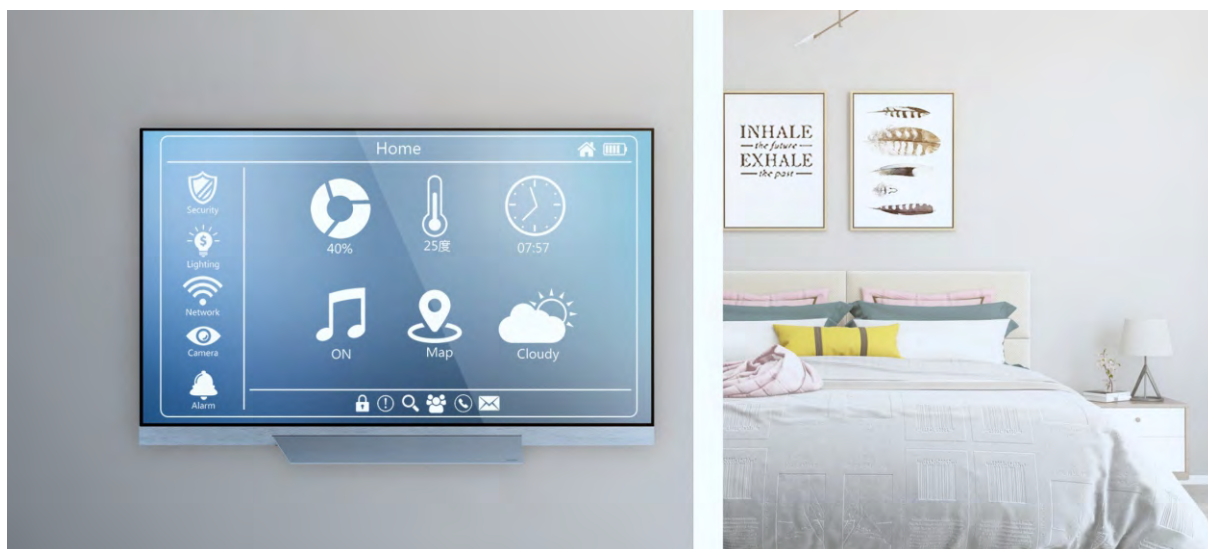 Home
Security
Lighting
Network
Camera
Alarm
40%
25度
07:57
ON
Map
Cloudy
INHALE
the future
EXHALE
the past